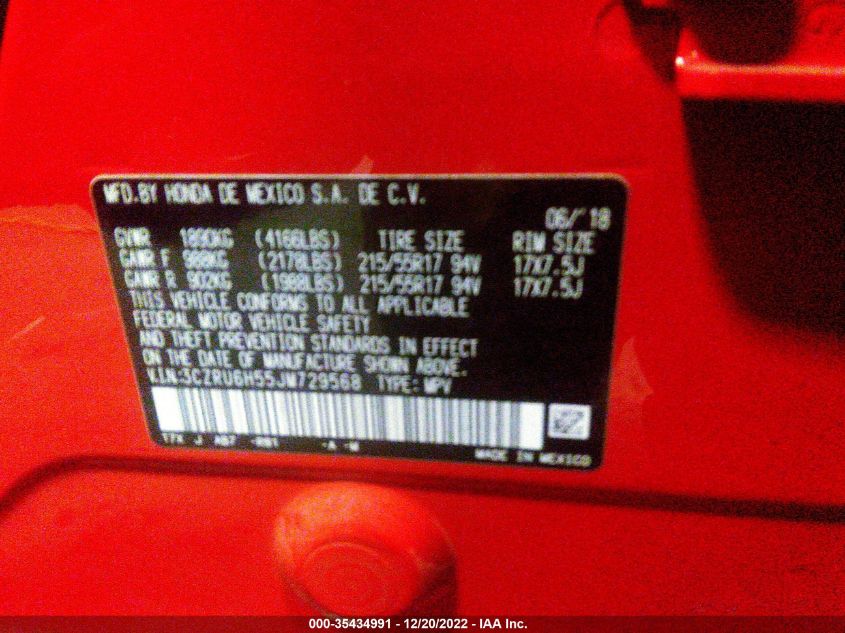 MFD.BY HONDA DE MEXICO S.A. DE C.V.
06/'18
GVWR 1890KG (4166LBS) TIRE SIZE RIM SIZE
GAWR F 988KG (2178LBS) 215/55R17 94V 17X7.5J
GAWR R 902KG (1988LBS) 215/55R17 94V 17X7.5J
THIS VEHICLE CONFORMS TO ALL APPLICABLE
FEDERAL MOTOR VEHICLE SAFETY
AND THEFT PREVENTION STANDARDS IN EFFECT
ON THE DATE OF MANUFACTURE SHOWN ABOVE.
V.I.N:3CZRU6H55JM729568 TYPE: MPV
J -A -M
MADE IN MEXICO
000-35434991 - 12/20/2022 - IAA Inc.